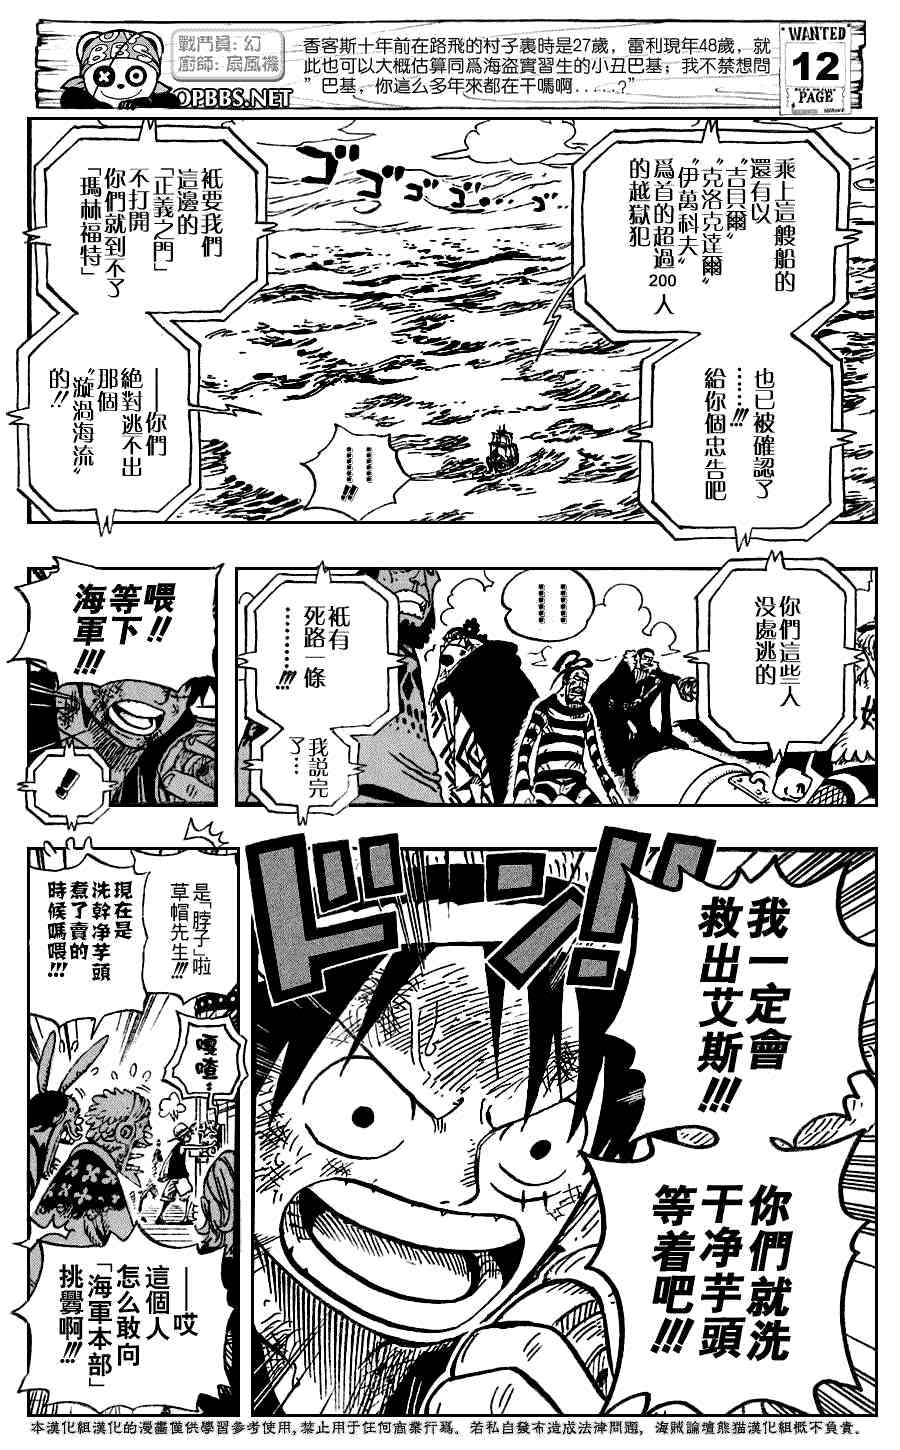 戰鬥員: 幻
廚師: 扇風機
OPBBS.NET
香客斯十年前在路飛的村子裏時是27歲，雷利現年48歲，就
此也可以大概估算同爲海盗實習生的小丑巴基；我不禁想問
”巴基，你這么多年來都在干嗎啊......?”
WANTED
12
PAGE
乘上這艘船的
還有以
“吉貝爾”
“克洛克達爾”
“伊萬科夫”
爲首的超過200人
的越獄犯
也已被確認了
……!!!
給你個忠告吧
ゴゴゴゴゴ
衹要我們
這邊的
「正義之門」
不打開
你們就到不了
「瑪林福特」
——你們
絕對逃不出
那個
“漩渦海流”
的!!
………
………!!
你們這些人
没處逃的
………
………
衹有
死路一條
………!!!
我説完
了…
喂!!
等下
海軍!!!
!
ドン!!
我一定會
救出艾斯!!!
你們就洗
干净芋頭
等着吧!!!
是「脖子」啦
草帽先生!!!
現在是
洗幹净芋頭
煮了賣的
時候嗎喂!!!
嘎喳…
——哎
這個人
怎么敢向
「海軍本部」
挑釁啊!!!
本漢化組漢化的漫畫僅供學習參考使用,禁止用于任何商業行爲。若私自發布造成法律問題，海賊論壇熊猫漢化組概不負責。